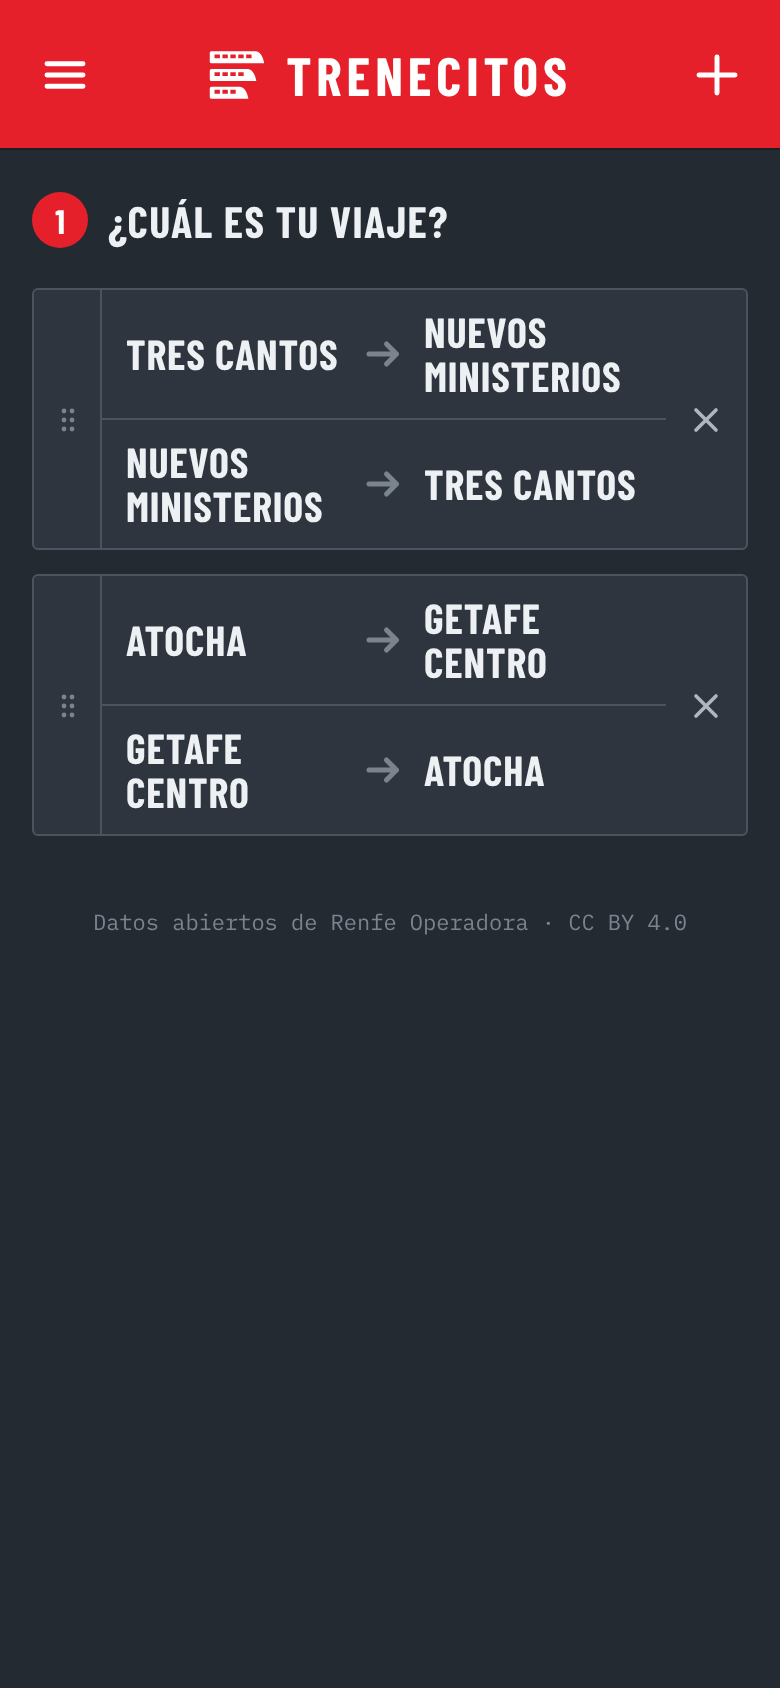 TRENECITOS
1 ¿CUÁL ES TU VIAJE?
TRES CANTOS → NUEVOS
MINISTERIOS
NUEVOS
MINISTERIOS → TRES CANTOS
ATOCHA → GETAFE
CENTRO
GETAFE
CENTRO → ATOCHA
Datos abiertos de Renfe Operadora · CC BY 4.0